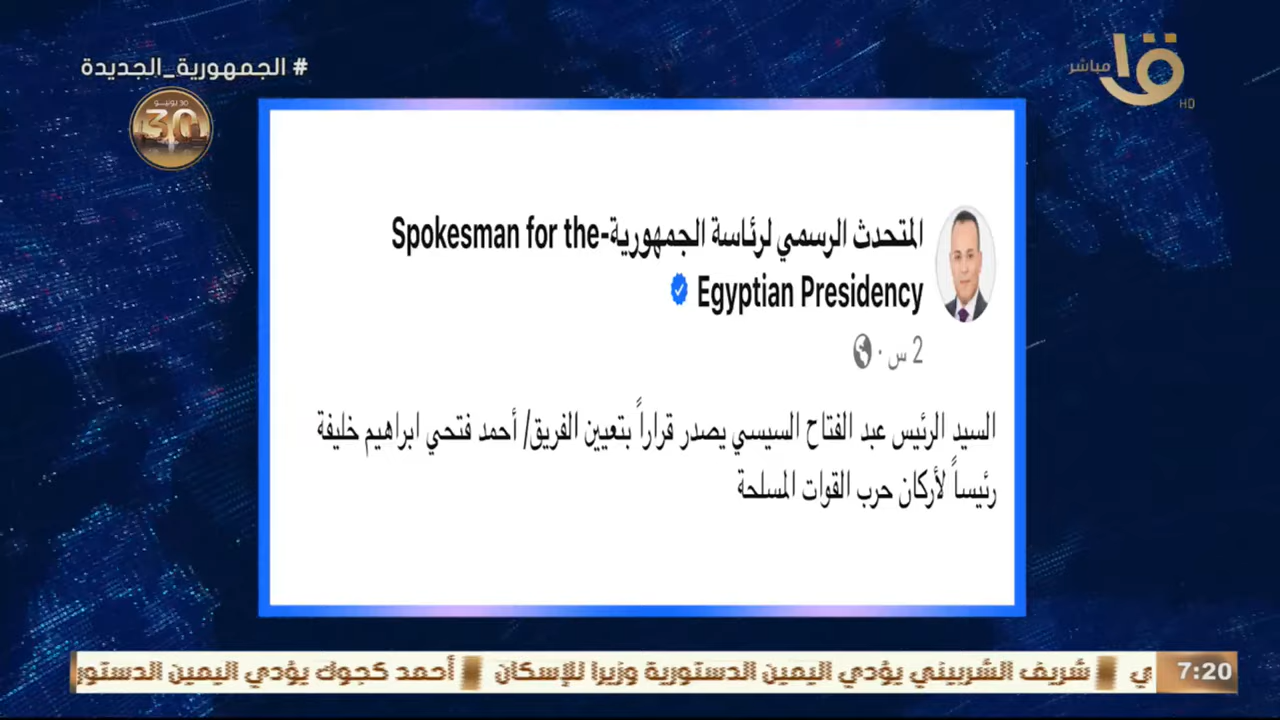 # الجمهورية_الجديدة
30 يونيو
30
مباشر
HD
المتحدث الرسمي لرئاسة الجمهورية-Spokesman for the
Egyptian Presidency
2 س
السيد الرئيس عبد الفتاح السيسي يصدر قراراً بتعيين الفريق/ أحمد فتحي ابراهيم خليفة
رئيساً لأركان حرب القوات المسلحة
7:20 ي شريف الشربيني يؤدي اليمين الدستورية وزيرا للإسكان أحمد كجوك يؤدي اليمين الدستور